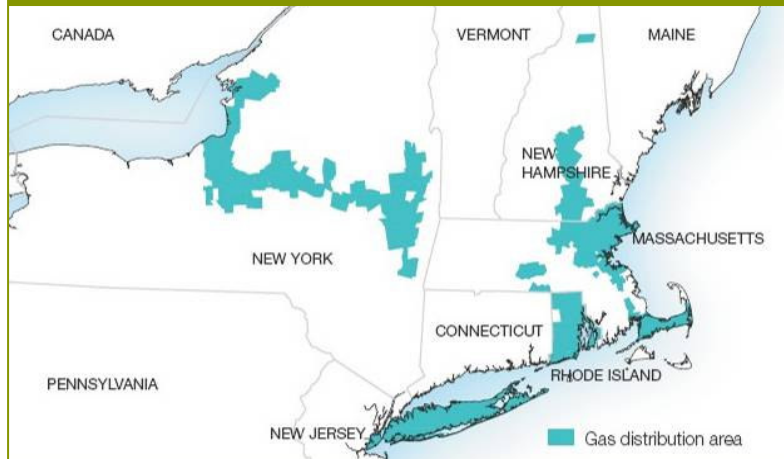 CANADA
VERMONT
MAINE
NEW
HAMPSHIRE
MASSACHUSETTS
NEW YORK
CONNECTICUT
RHODE ISLAND
PENNSYLVANIA
NEW JERSEY
Gas distribution area